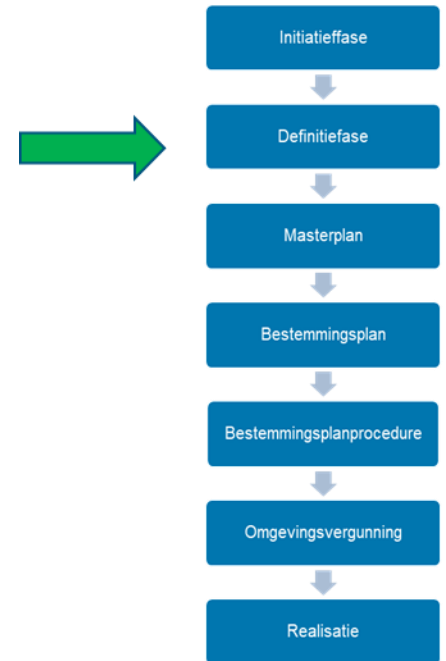 Initiatieffase
Definitiefase
Masterplan
Bestemmingsplan
Bestemmingsplanprocedure
Omgevingsvergunning
Realisatie